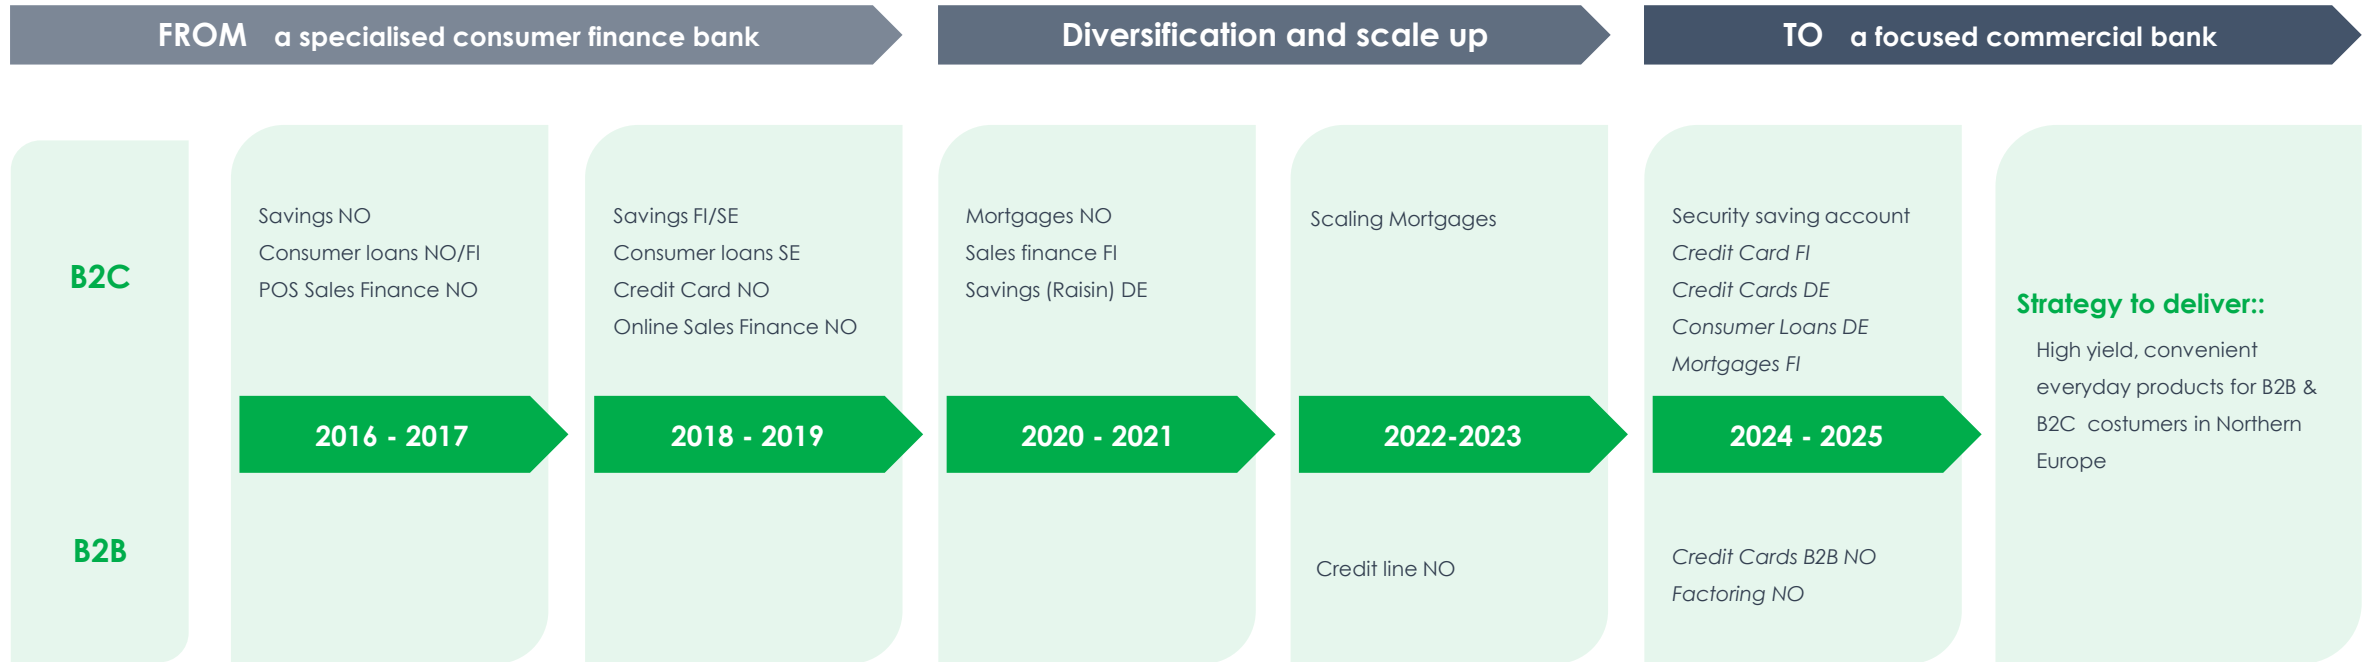 FROM a specialised consumer finance bank
Diversification and scale up
TO a focused commercial bank
B2C
Savings NO
Consumer loans NO/FI
POS Sales Finance NO
Savings FI/SE
Consumer loans SE
Credit Card NO
Online Sales Finance NO
Mortgages NO
Sales finance FI
Savings (Raisin) DE
Scaling Mortgages
Security saving account
Credit Card FI
Credit Cards DE
Consumer Loans DE
Mortgages FI
2016 - 2017
2018 - 2019
2020 - 2021
2022-2023
2024 - 2025
B2B
Credit line NO
Credit Cards B2B NO
Factoring NO
Strategy to deliver::
High yield, convenient
everyday products for B2B &
B2C costumers in Northern
Europe